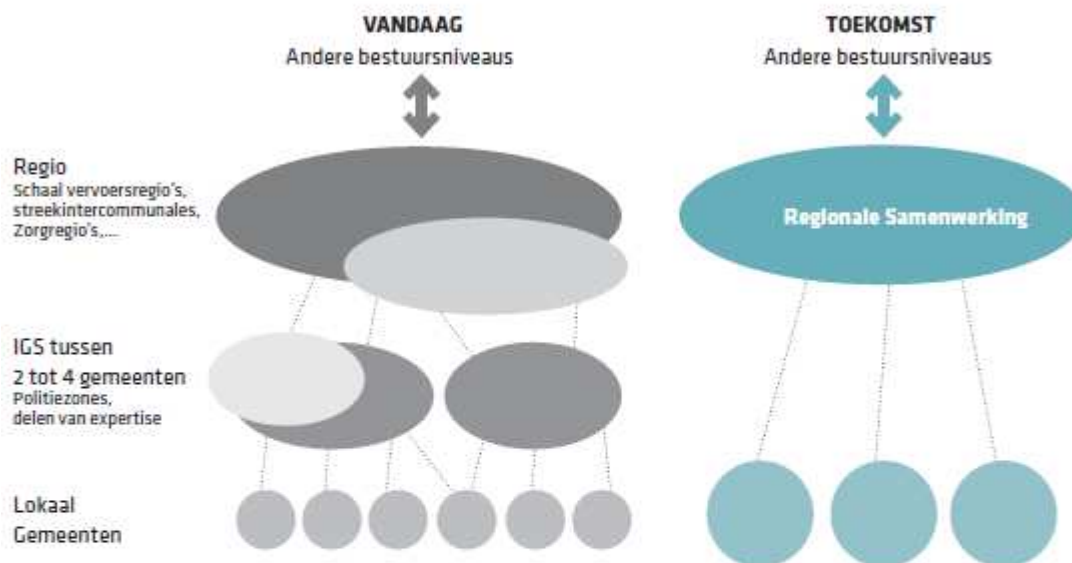 VANDAAG
Andere bestuursniveaus
TOEKOMST
Andere bestuursniveaus
Regio
Schaal vervoersregio's,
streekintercommunales,
Zorgregio's,...
Regionale Samenwerking
IGS tussen
2 tot 4 gemeenten
Politiezones,
delen van expertise
Lokaal
Gemeenten